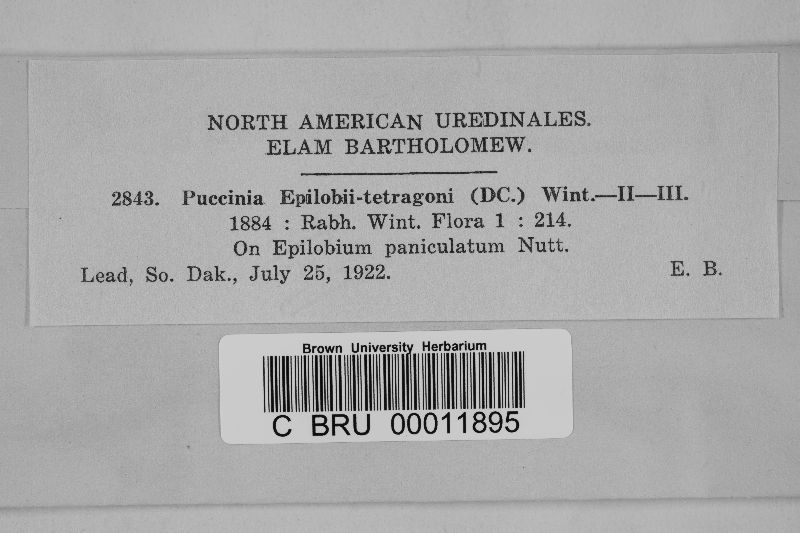 NORTH AMERICAN UREDINALES.
ELAM BARTHOLOMEW.
2843. Puccinia Epilobii-tetragoni (DC.) Wint.—II—III.
1884 : Rabh. Wint. Flora 1 : 214.
On Epilobium paniculatum Nutt.
Lead, So. Dak., July 25, 1922. E. B.
Brown University Herbarium
C BRU 00011895